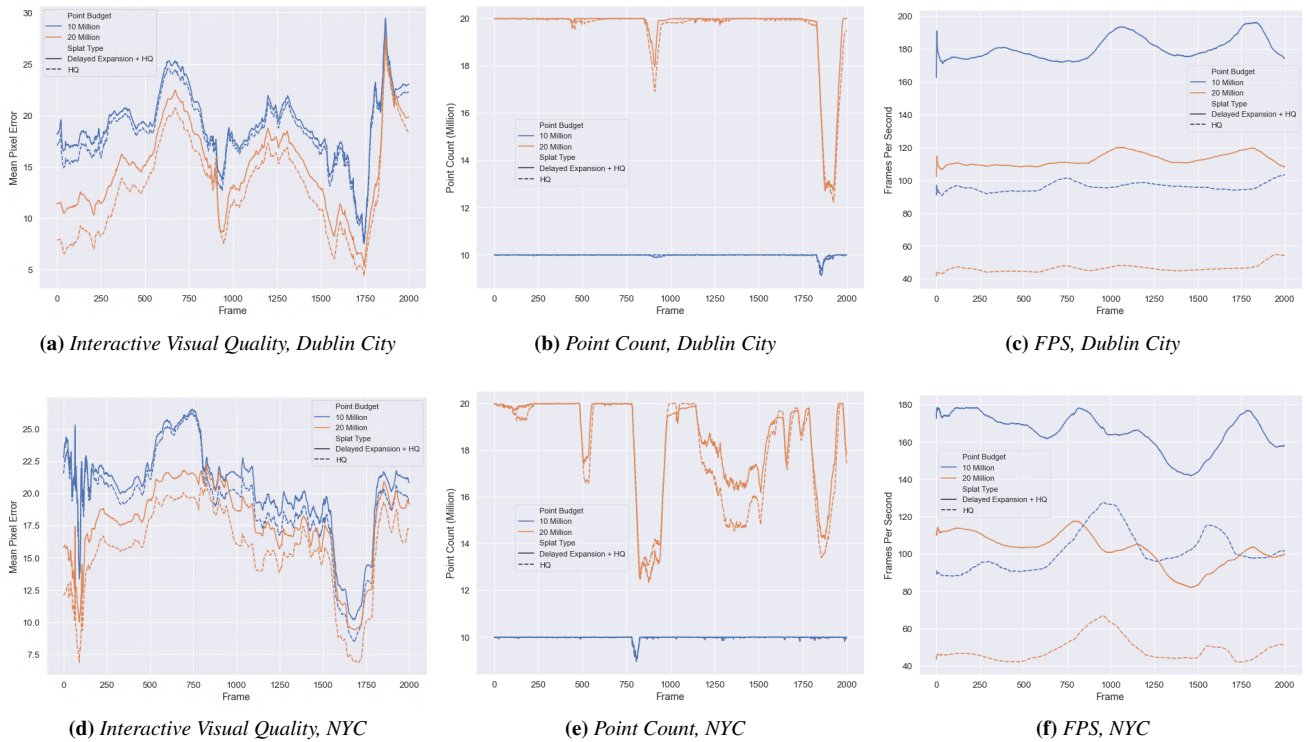 30
25
20
15
10
5
Mean Pixel Error
Point Budget
10 Million
20 Million
Splat Type
Delayed Expansion + HQ
HQ
0 250 500 750 1000 1250 1500 1750 2000
Frame
(a) Interactive Visual Quality, Dublin City
20
18
16
14
12
10
Point Count (Million)
Point Budget
10 Million
20 Million
Splat Type
Delayed Expansion + HQ
HQ
0 250 500 750 1000 1250 1500 1750 2000
Frame
(b) Point Count, Dublin City
200
180
160
140
120
100
80
60
40
Frames Per Second
Point Budget
10 Million
20 Million
Splat Type
Delayed Expansion + HQ
HQ
0 250 500 750 1000 1250 1500 1750 2000
Frame
(c) FPS, Dublin City
25.0
22.5
20.0
17.5
15.0
12.5
10.0
7.5
Mean Pixel Error
Point Budget
10 Million
20 Million
Splat Type
Delayed Expansion + HQ
HQ
0 250 500 750 1000 1250 1500 1750 2000
Frame
(d) Interactive Visual Quality, NYC
20
18
16
14
12
10
Point Count (Million)
Point Budget
10 Million
20 Million
Splat Type
Delayed Expansion + HQ
HQ
0 250 500 750 1000 1250 1500 1750 2000
Frame
(e) Point Count, NYC
180
160
140
120
100
80
60
40
Frames Per Second
Point Budget
10 Million
20 Million
Splat Type
Delayed Expansion + HQ
HQ
0 250 500 750 1000 1250 1500 1750 2000
Frame
(f) FPS, NYC